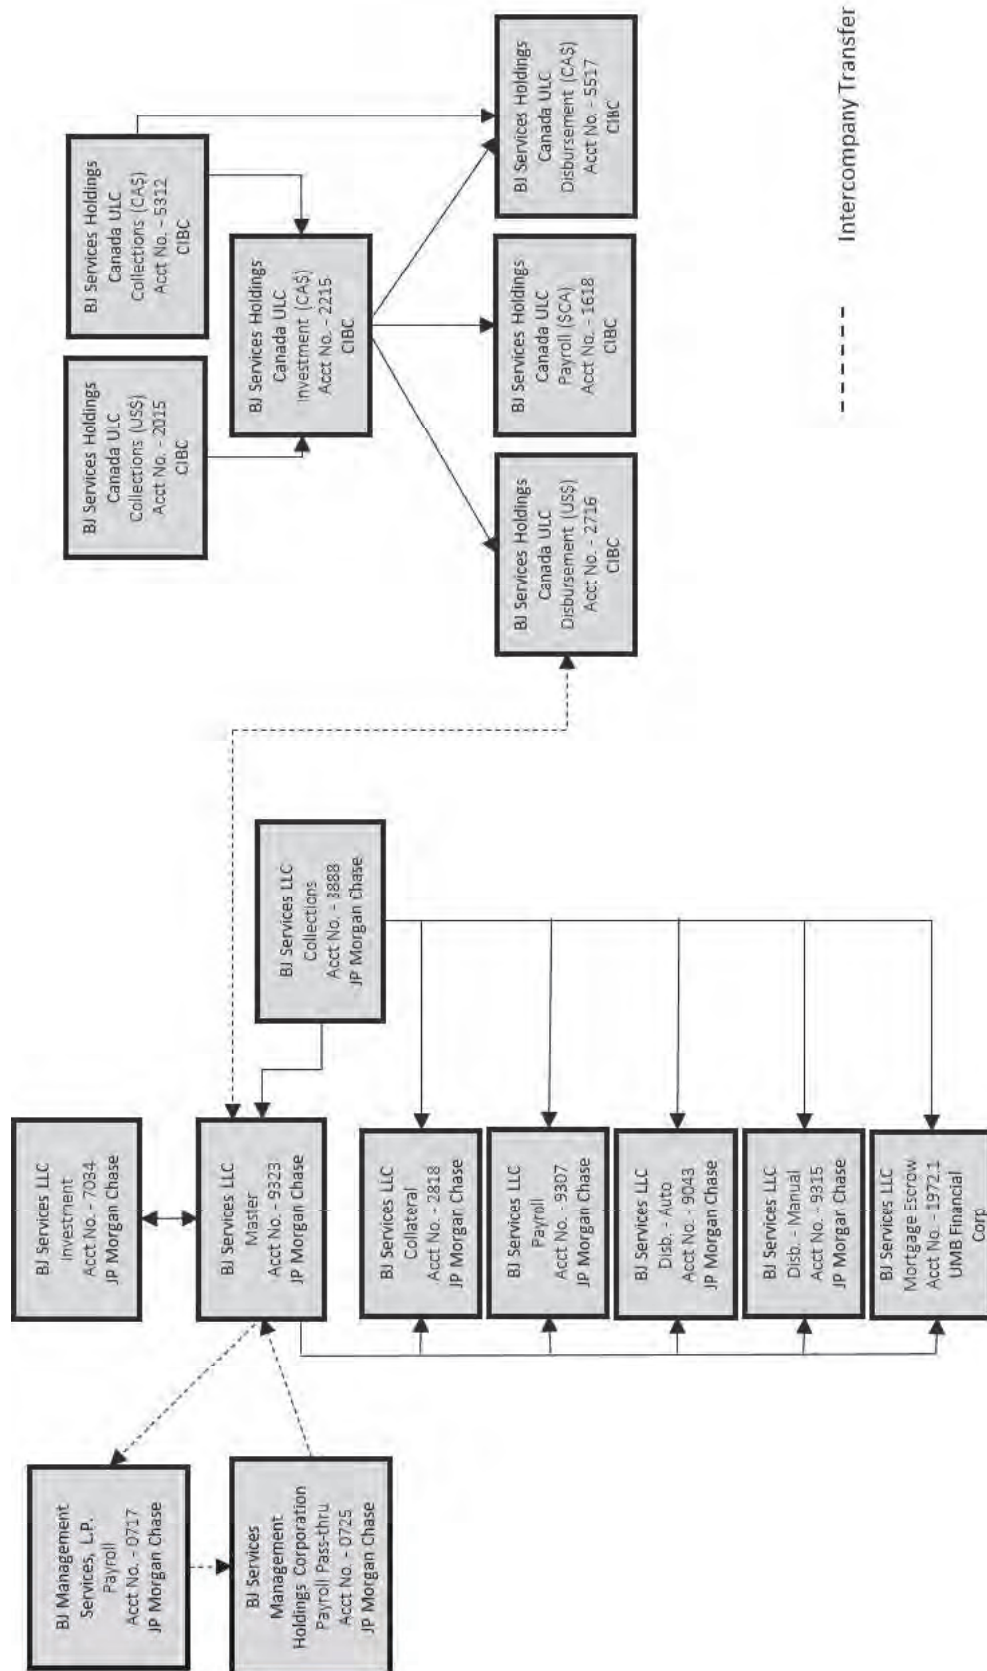 BJ Management
Services, L.P.
Payroll
Acct No. - 0717
JP Morgan Chase
BJ Services
Management
Holdings Corporation
Payroll Pass-thru
Acct No. - 0725
JP Morgan Chase
BJ Services LLC
Investment
Acct No. - 7034
JP Morgan Chase
BJ Services LLC
Master
Acct No. - 9323
JP Morgan Chase
BJ Services LLC
Collections
Acct No. - 3888
JP Morgan Chase
BJ Services LLC
Collateral
Acct No. - 2818
JP Morgan Chase
BJ Services LLC
Payroll
Acct No. - 9307
JP Morgan Chase
BJ Services LLC
Disb. - Auto
Acct No. - 9043
JP Morgan Chase
BJ Services LLC
Disb. - Manual
Acct No. - 9315
JP Morgan Chase
BJ Services LLC
Mortgage Escrow
Acct No. - 1972.1
UMB Financial
Corp
BJ Services Holdings
Canada ULC
Collections (US$)
Acct No. - 2015
CIBC
BJ Services Holdings
Canada ULC
Collections (CA$)
Acct No. - 5312
CIBC
BJ Services Holdings
Canada ULC
Investment (CA$)
Acct No. - 2215
CIBC
BJ Services Holdings
Canada ULC
Disbursement (US$)
Acct No. - 2716
CIBC
BJ Services Holdings
Canada ULC
Payroll ($CA)
Acct No. - 1618
CIBC
BJ Services Holdings
Canada ULC
Disbursement (CA$)
Acct No. - 5517
CIBC
Intercompany Transfer